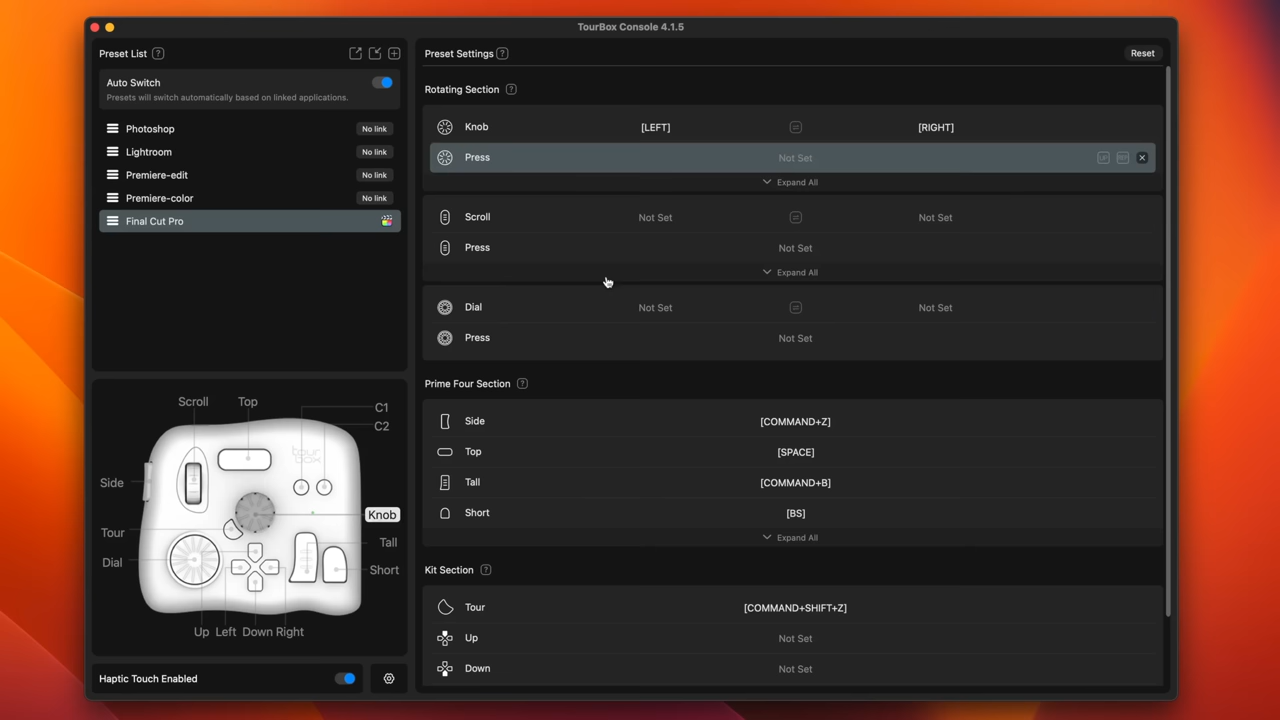 TourBox Console 4.1.5
Preset List ?
Auto Switch
Presets will switch automatically based on linked applications.
Photoshop No link
Lightroom No link
Premiere-edit No link
Premiere-color No link
Final Cut Pro
Scroll Top
C1
C2
Side
Knob
Tour
Tall
Dial
Short
Up Left Down Right
Haptic Touch Enabled
Preset Settings ? Reset
Rotating Section ?
Knob [LEFT] [RIGHT]
Press Not Set
Expand All
Scroll Not Set Not Set
Press Not Set
Expand All
Dial Not Set Not Set
Press Not Set
Prime Four Section ?
Side [COMMAND+Z]
Top [SPACE]
Tall [COMMAND+B]
Short [BS]
Expand All
Kit Section ?
Tour [COMMAND+SHIFT+Z]
Up Not Set
Down Not Set